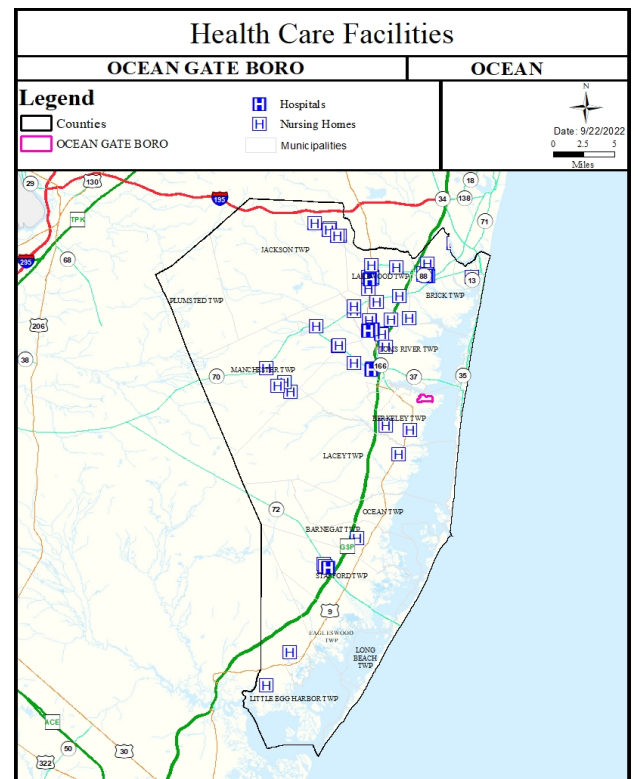 Health Care Facilities
OCEAN GATE BORO
OCEAN
Legend
Counties
OCEAN GATE BORO
H Hospitals
H Nursing Homes
Municipalities
N
Date: 9/22/2022
0 2.5 5
Miles
29
130
195
18
34
138
TPK
71
JACKSON TWP
68
295
LAKEWOOD TWP
88
13
PLUMSTED TWP
BRICK TWP
206
TOMS RIVER TWP
38
MANCHESTER TWP
166
70
37
35
BERKELEY TWP
LACEY TWP
72
OCEAN TWP
BARNEGAT TWP
GSP
STAFFORD TWP
9
EAGLESWOOD
TWP
LONG
BEACH
TWP
LITTLE EGG HARBOR TWP
ACE
50
30
322